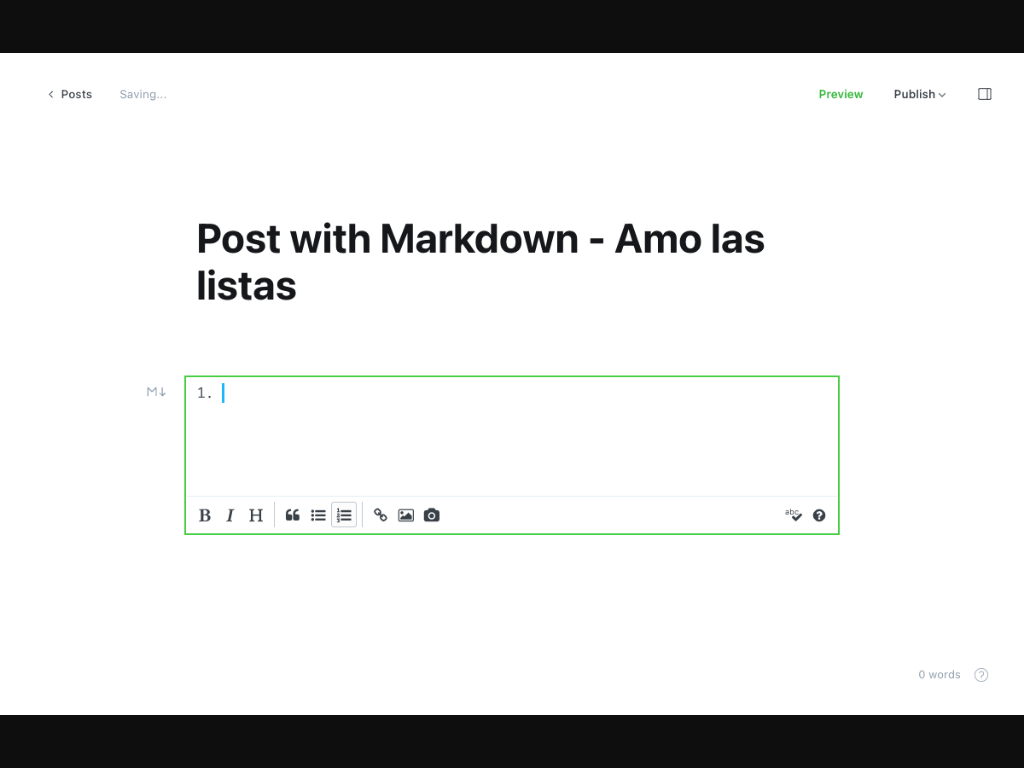 Posts
Saving...
Preview
Publish
Post with Markdown - Amo las
listas
M↓
1.
B I H
abc
0 words